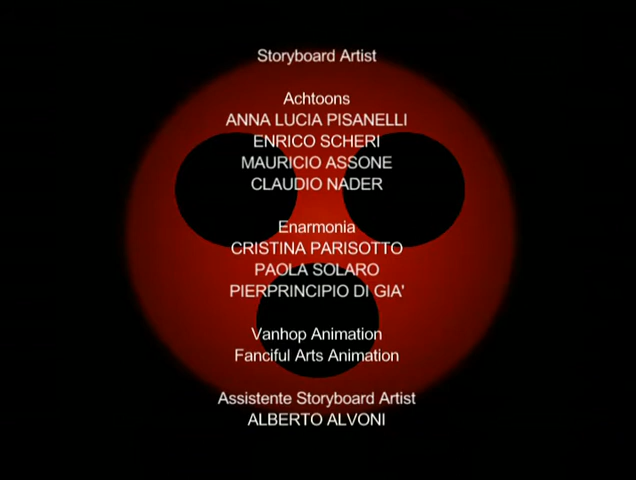 Storyboard Artist
Achtoons
ANNA LUCIA PISANELLI
ENRICO SCHERI
MAURICIO ASSONE
CLAUDIO NADER
Enarmonia
CRISTINA PARISOTTO
PAOLA SOLARO
PIERPRINCIPIO DI GIA'
Vanhop Animation
Fanciful Arts Animation
Assistente Storyboard Artist
ALBERTO ALVONI